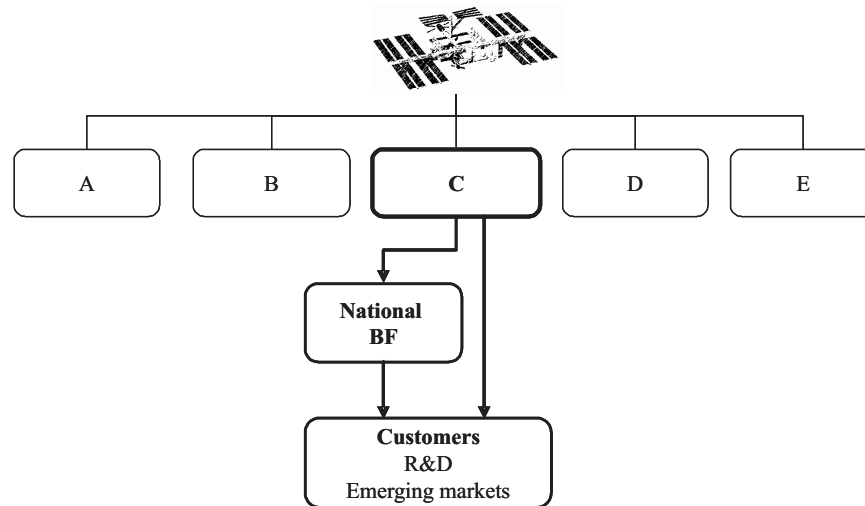 A
B
C
D
E
National
BF
Customers
R&D
Emerging markets